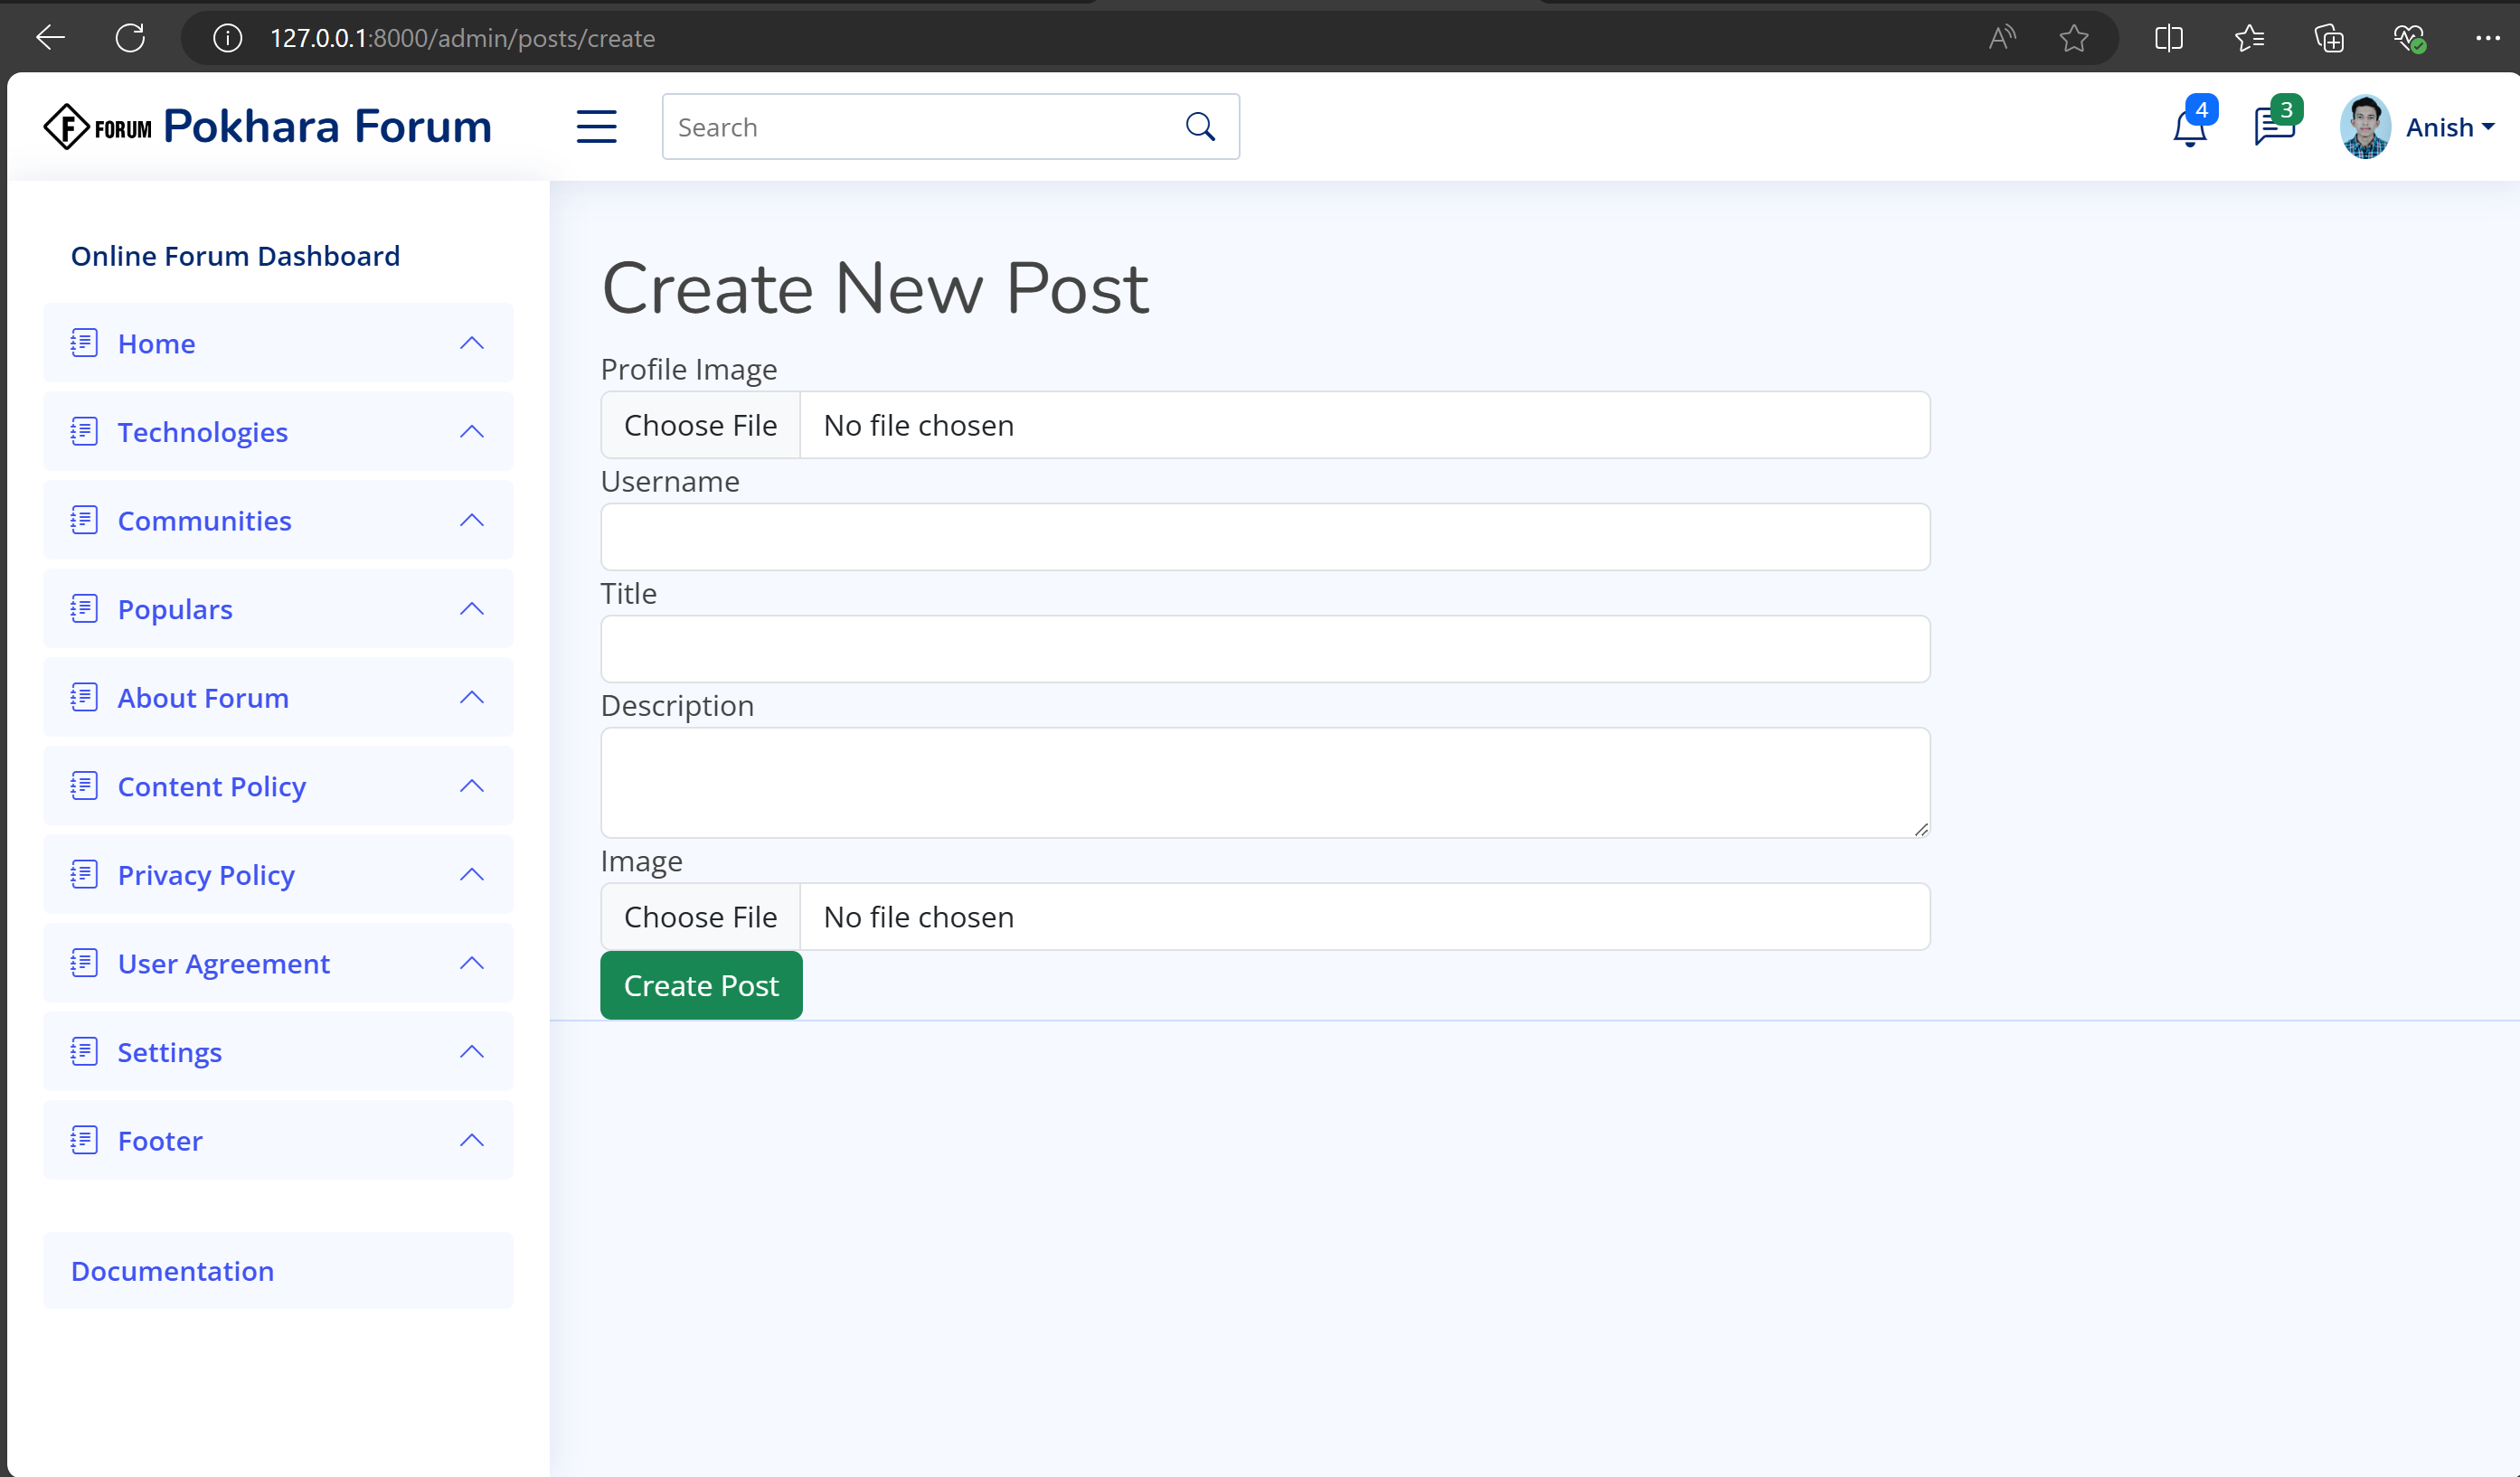 127.0.0.1:8000/admin/posts/create
F FORUM Pokhara Forum
Search
4
3
Anish
Online Forum Dashboard
Home
Technologies
Communities
Populars
About Forum
Content Policy
Privacy Policy
User Agreement
Settings
Footer
Documentation
Create New Post
Profile Image
Choose File No file chosen
Username
Title
Description
Image
Choose File No file chosen
Create Post